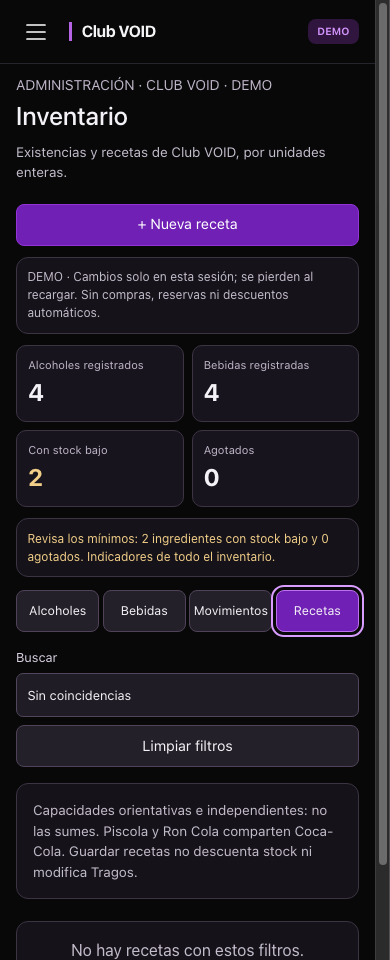 Club VOID
DEMO
ADMINISTRACIÓN · CLUB VOID · DEMO
Inventario
Existencias y recetas de Club VOID, por unidades
enteras.
+ Nueva receta
DEMO · Cambios solo en esta sesión; se pierden al
recargar. Sin compras, reservas ni descuentos
automáticos.
Alcoholes registrados
4
Bebidas registradas
4
Con stock bajo
2
Agotados
0
Revisa los mínimos: 2 ingredientes con stock bajo y 0
agotados. Indicadores de todo el inventario.
Alcoholes
Bebidas
Movimientos
Recetas
Buscar
Sin coincidencias
Limpiar filtros
Capacidades orientativas e independientes: no
las sumes. Piscola y Ron Cola comparten Coca-
Cola. Guardar recetas no descuenta stock ni
modifica Tragos.
No hay recetas con estos filtros.